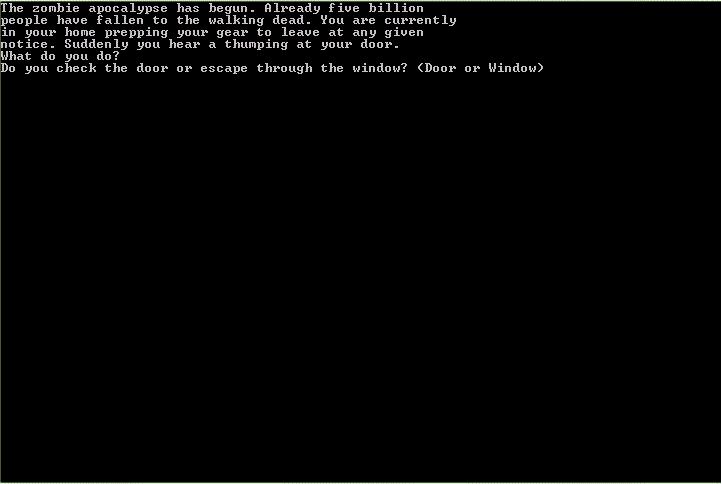 The zombie apocalypse has begun. Already five billion
people have fallen to the walking dead. You are currently
in your home prepping your gear to leave at any given
notice. Suddenly you hear a thumping at your door.
What do you do?
Do you check the door or escape through the window? (Door or Window)